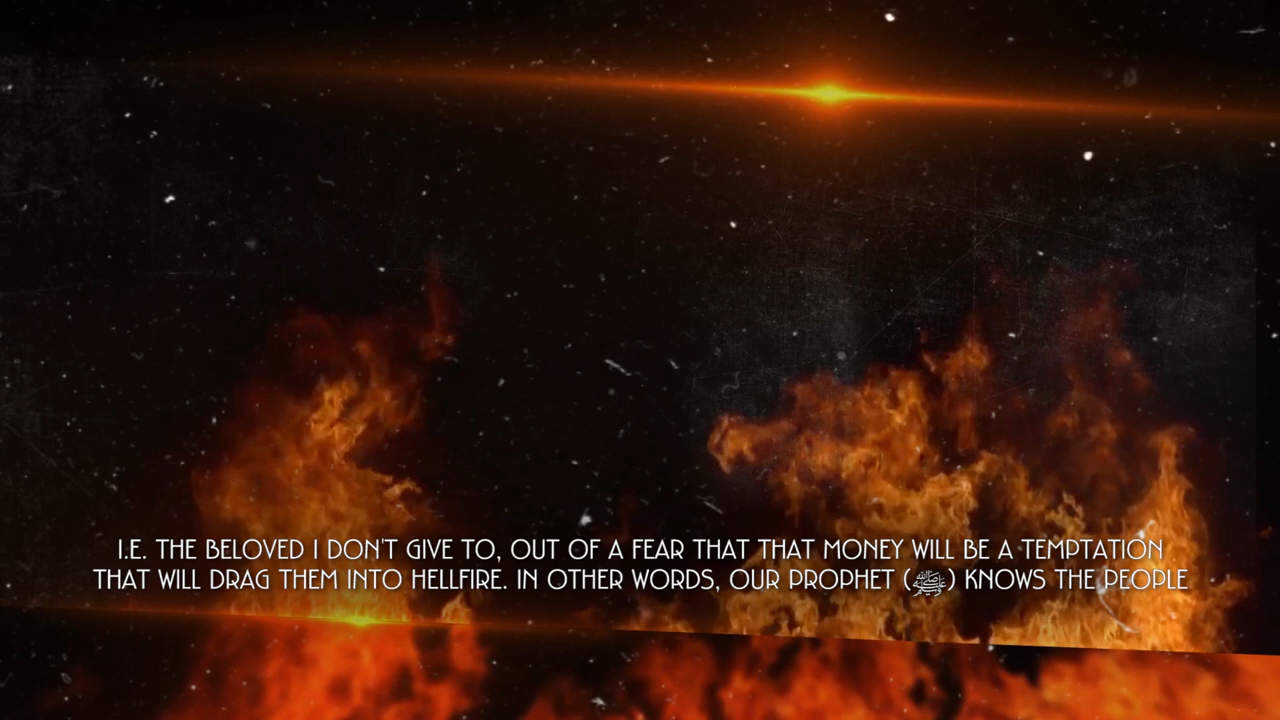 I.E. THE BELOVED I DON'T GIVE TO, OUT OF A FEAR THAT THAT MONEY WILL BE A TEMPTATION
THAT WILL DRAG THEM INTO HELLFIRE. IN OTHER WORDS, OUR PROPHET (ﷺ) KNOWS THE PEOPLE